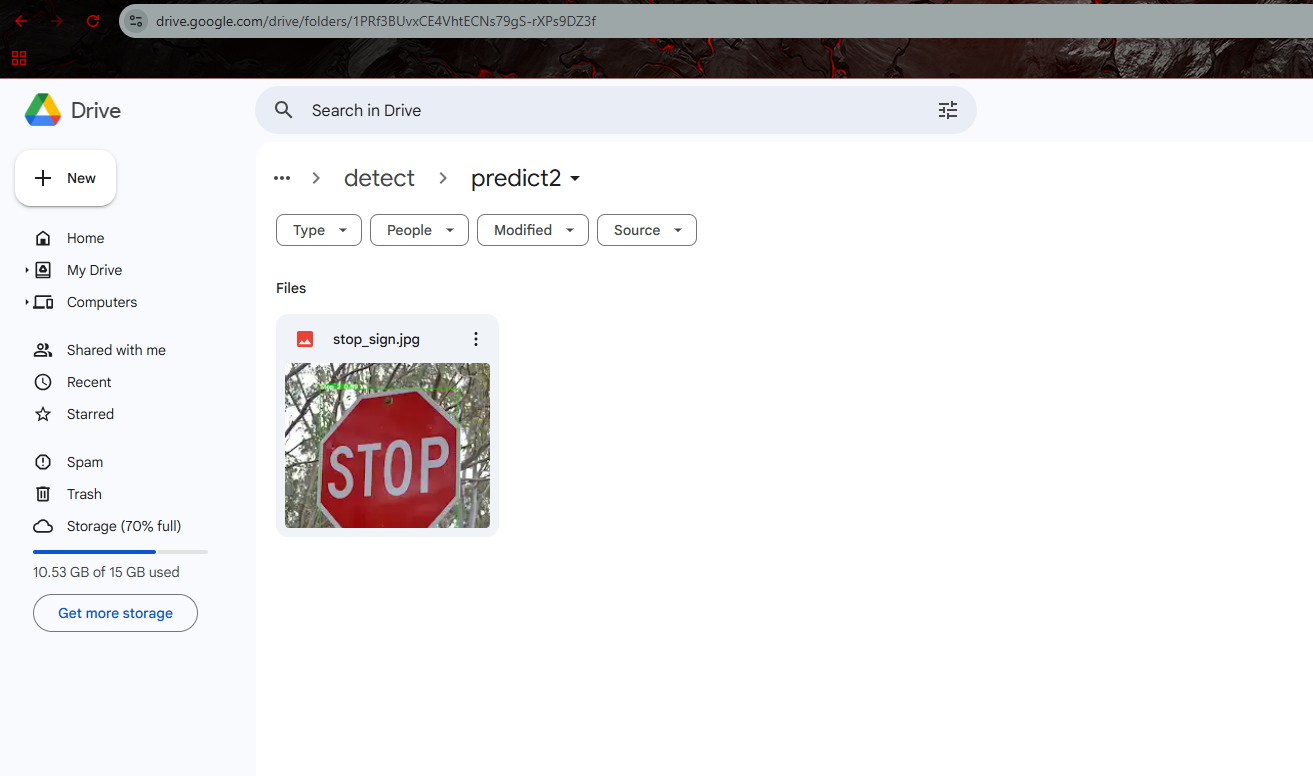 drive.google.com/drive/folders/1PRf3BUvxCE4VhtECNs79gS-rXPs9DZ3f
Drive
Search in Drive
New
... > detect > predict2
Type People Modified Source
Home
My Drive
Computers
Files
stop_sign.jpg
STOP
Shared with me
Recent
Starred
Spam
Trash
Storage (70% full)
10.53 GB of 15 GB used
Get more storage